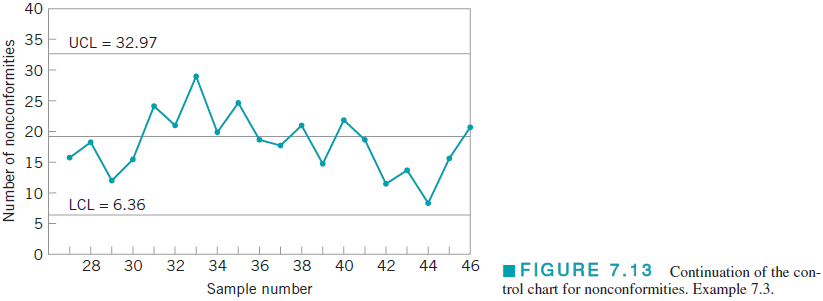 40
35
UCL = 32.97
30
25
20
15
10
LCL = 6.36
5
0
Number of nonconformities
28 30 32 34 36 38 40 42 44 46
Sample number
FIGURE 7.13 Continuation of the con-
trol chart for nonconformities. Example 7.3.